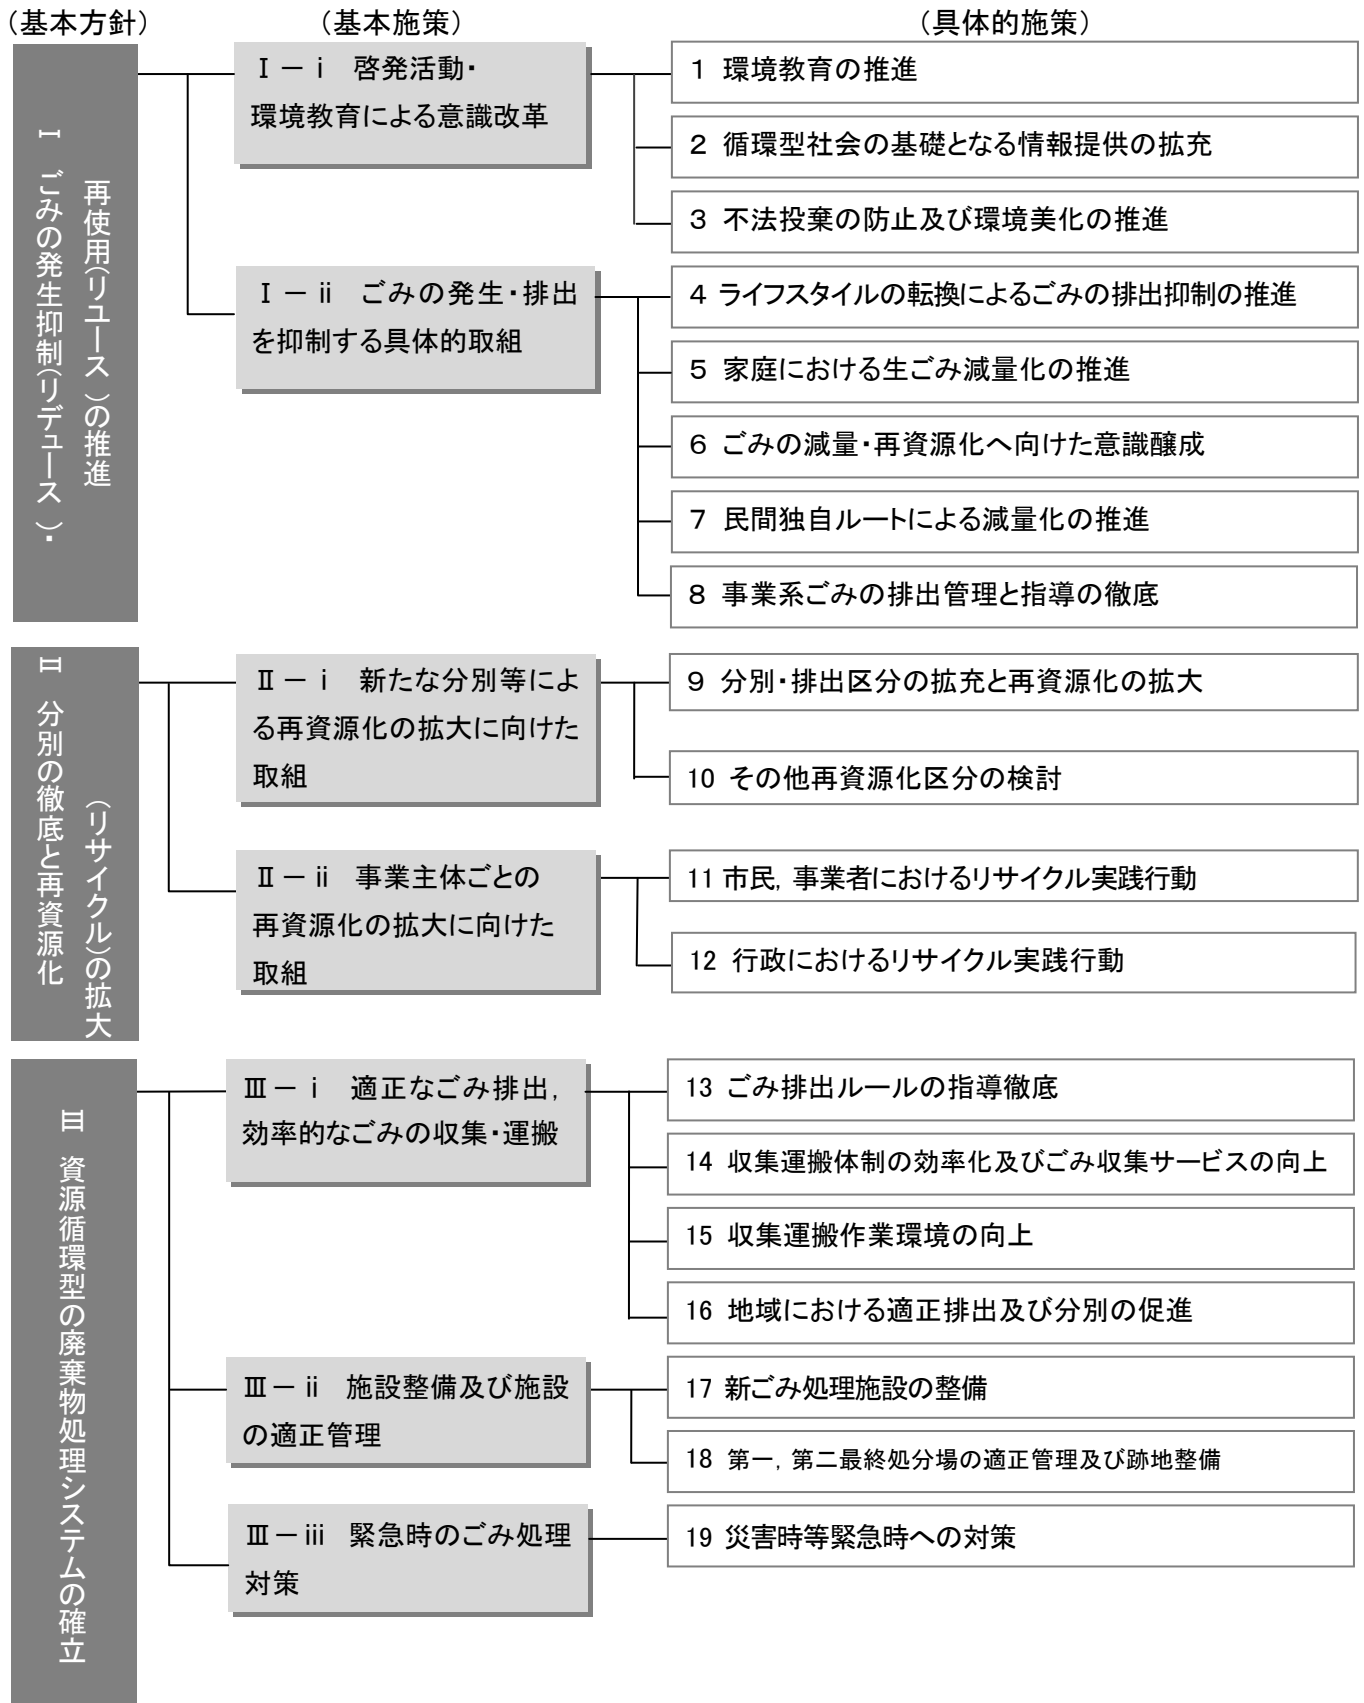 （基本方針）
（基本施策）
（具体的施策）
Ⅰ　ごみの発生抑制（リデュース）・
再使用（リユース）の推進
Ⅰ－ⅰ　啓発活動・
環境教育による意識改革
1 環境教育の推進
2 循環型社会の基礎となる情報提供の拡充
3 不法投棄の防止及び環境美化の推進
Ⅰ－ⅱ　ごみの発生・排出
を抑制する具体的取組
4 ライフスタイルの転換によるごみの排出抑制の推進
5 家庭における生ごみ減量化の推進
6 ごみの減量・再資源化へ向けた意識醸成
7 民間独自ルートによる減量化の推進
8 事業系ごみの排出管理と指導の徹底
Ⅱ　分別の徹底と再資源化
（リサイクル）の拡大
Ⅱ－ⅰ　新たな分別等によ
る再資源化の拡大に向けた
取組
9 分別・排出区分の拡充と再資源化の拡大
10 その他再資源化区分の検討
Ⅱ－ⅱ　事業主体ごとの
再資源化の拡大に向けた
取組
11 市民，事業者におけるリサイクル実践行動
12 行政におけるリサイクル実践行動
Ⅲ　資源循環型の廃棄物処理システムの確立
Ⅲ－ⅰ　適正なごみ排出，
効率的なごみの収集・運搬
13 ごみ排出ルールの指導徹底
14 収集運搬体制の効率化及びごみ収集サービスの向上
15 収集運搬作業環境の向上
16 地域における適正排出及び分別の促進
Ⅲ－ⅱ　施設整備及び施設
の適正管理
17 新ごみ処理施設の整備
18 第一，第二最終処分場の適正管理及び跡地整備
Ⅲ－ⅲ　緊急時のごみ処理
対策
19 災害時等緊急時への対策